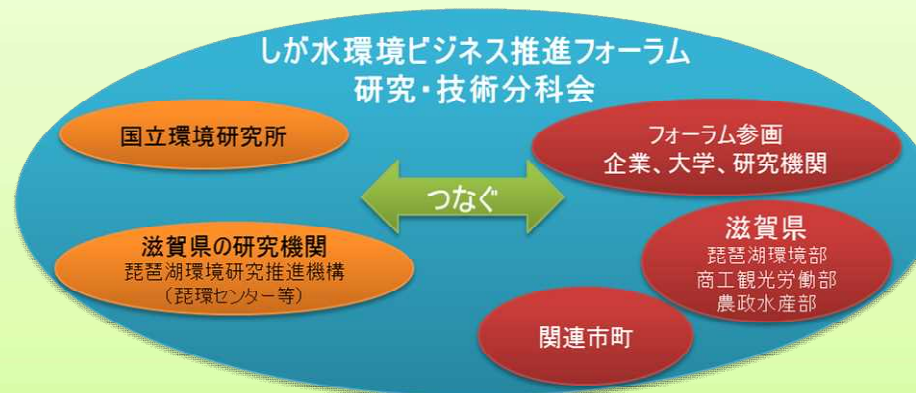 しが水環境ビジネス推進フォーラム
研究・技術分科会
国立環境研究所
フォーラム参画
企業、大学、研究機関
つなぐ
滋賀県の研究機関
琵琶湖環境研究推進機構
（琵環センター等）
滋賀県
琵琶湖環境部
商工観光労働部
農政水産部
関連市町